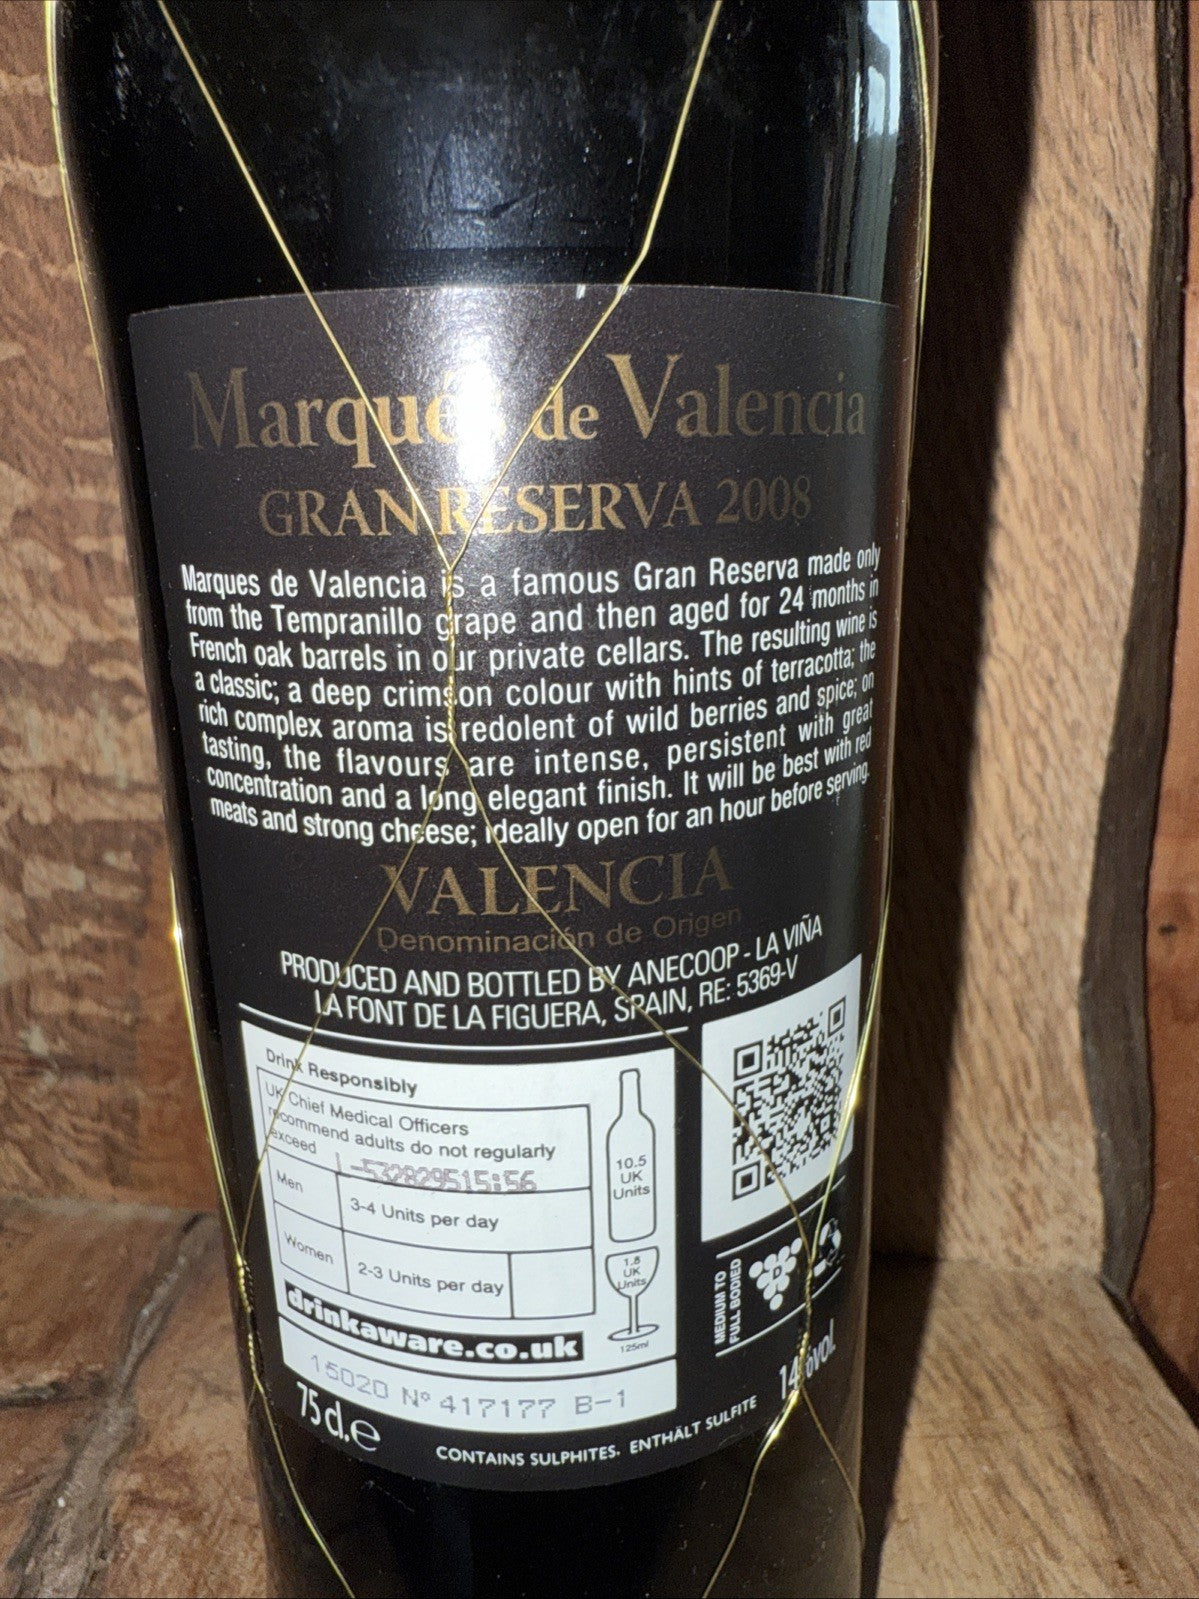 Marqués de Valencia
GRAN RESERVA 2008
Marques de Valencia is a famous Gran Reserva made only
from the Tempranillo grape and then aged for 24 months in
French oak barrels in our private cellars. The resulting wine is
a classic; a deep crimson colour with hints of terracotta; the
rich complex aroma is redolent of wild berries and spice; on
tasting, the flavours are intense, persistent with great
concentration and a long elegant finish. It will be best with red
meats and strong cheese; ideally open for an hour before serving.
VALENCIA
Denominación de Origen
PRODUCED AND BOTTLED BY ANECOOP - LA VIÑA
LA FONT DE LA FIGUERA, SPAIN, RE: 5369-V
Drink Responsibly
UK Chief Medical Officers
recommend adults do not regularly
exceed
Men
3-4 Units per day
Women
2-3 Units per day
drinkaware.co.uk
10.5
UK
Units
1.8
UK
Units
125ml
15020 Nº 417177 B-1
MEDIUM TO
FULL BODIED
D
75 cl. e
CONTAINS SULPHITES. ENTHÄLT SULFITE
14%VOL